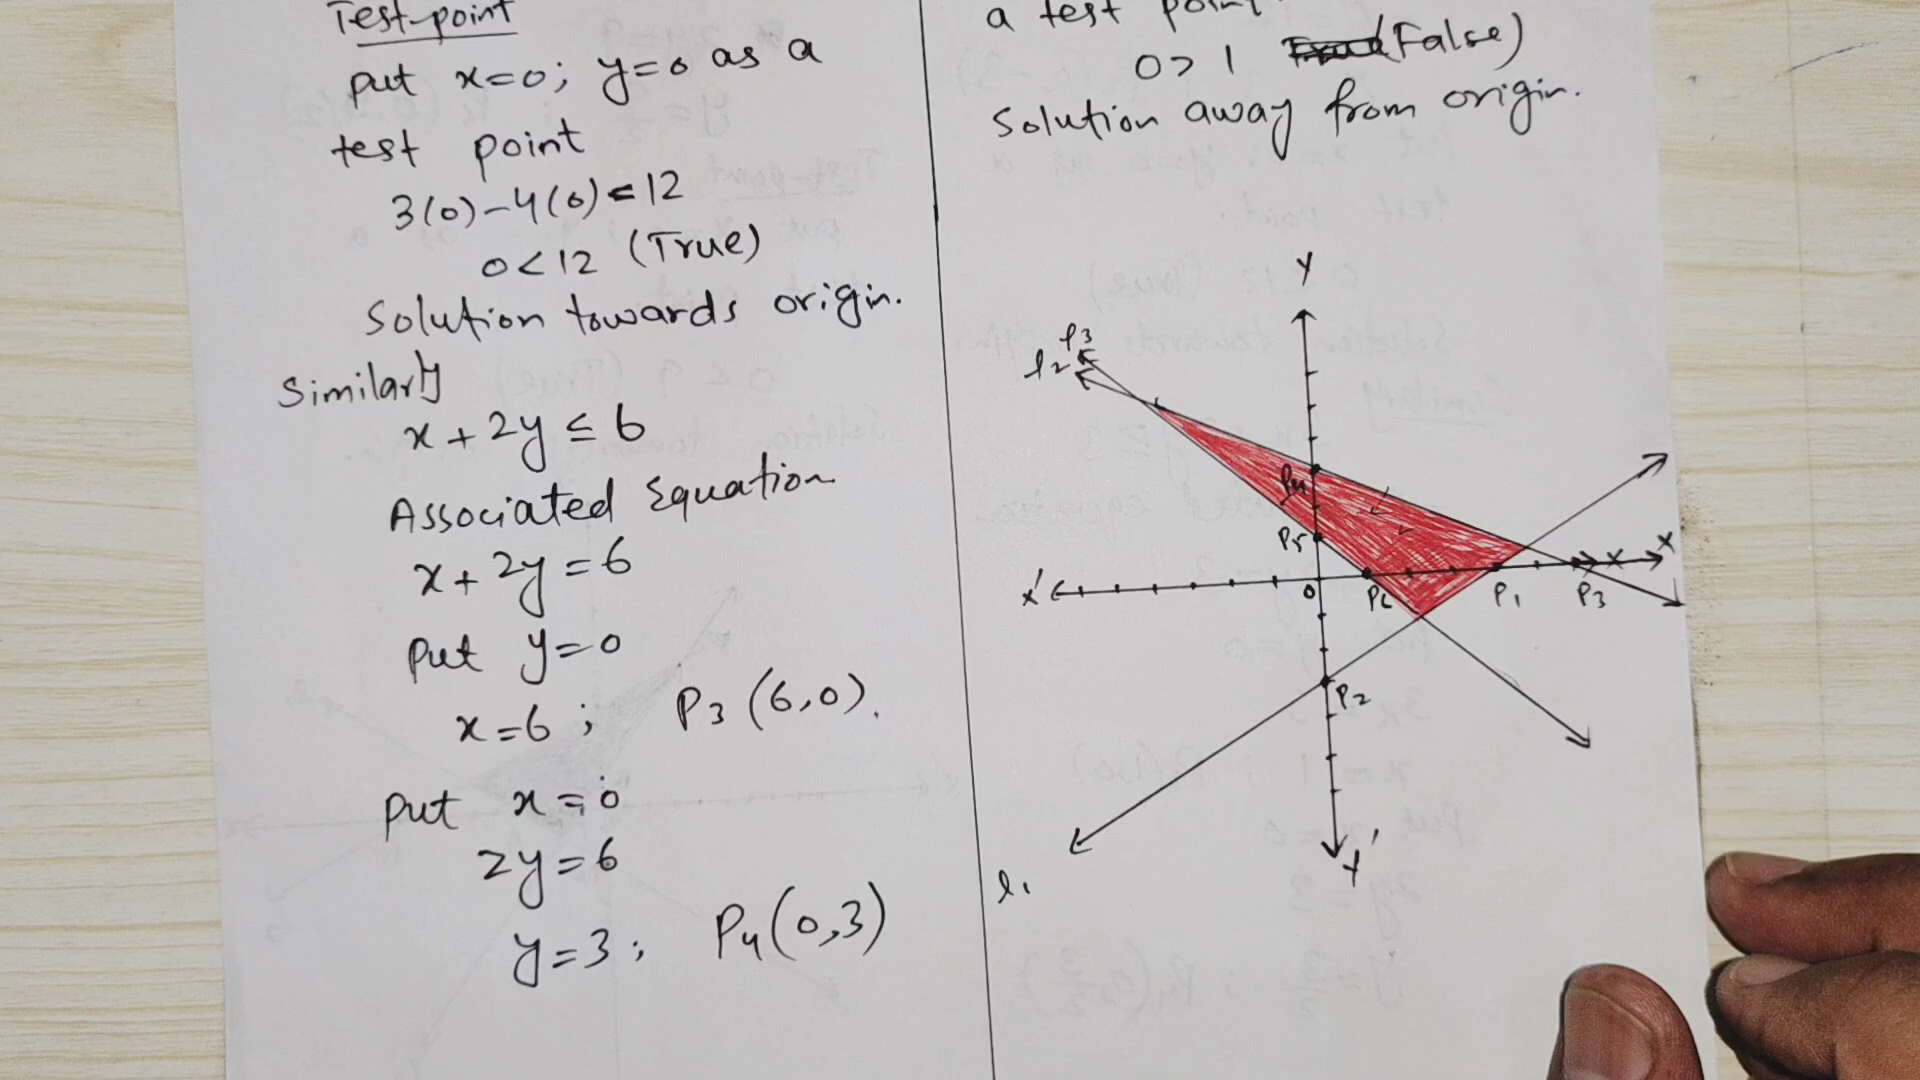 Test-point
put x=0; y=0 as a
test point
3(0)-4(0)<12
0<12 (True)
Solution towards origin.
Similarly
x+2y≤6
Associated Equation
x+2y=6
Put y=0
x=6; P3(6,0).
Put x=0
2y=6
y=3; P4(0,3)
a test point
0>1 (False)
Solution away from origin.
Y
l3
l2
P4
P5
X
X
X'
0
P1
P3
P2
Y'
l1